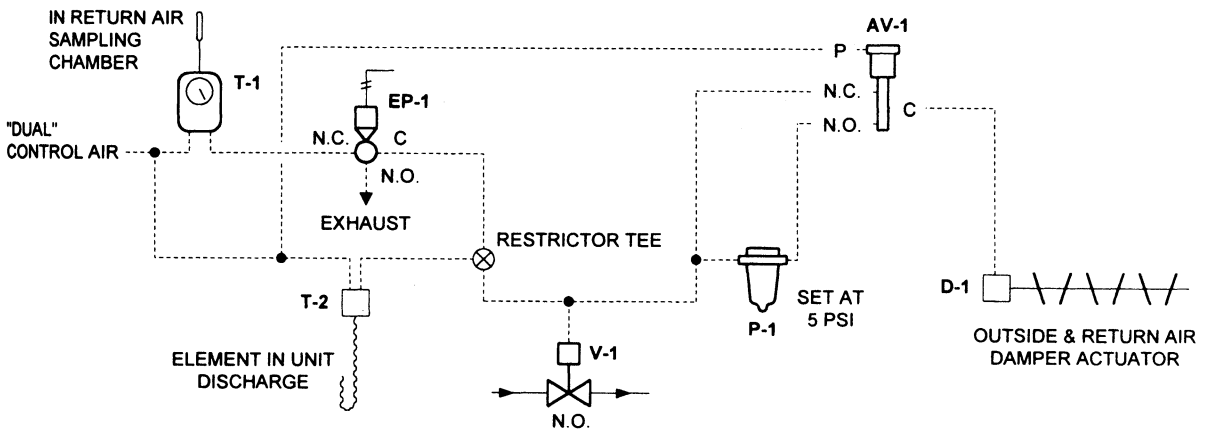 IN RETURN AIR
SAMPLING
CHAMBER
T-1
"DUAL"
CONTROL AIR
EP-1
N.C.
C
N.O.
EXHAUST
RESTRICTOR TEE
T-2
ELEMENT IN UNIT
DISCHARGE
V-1
N.O.
P-1
SET AT
5 PSI
AV-1
P
N.C.
N.O.
C
D-1
OUTSIDE & RETURN AIR
DAMPER ACTUATOR